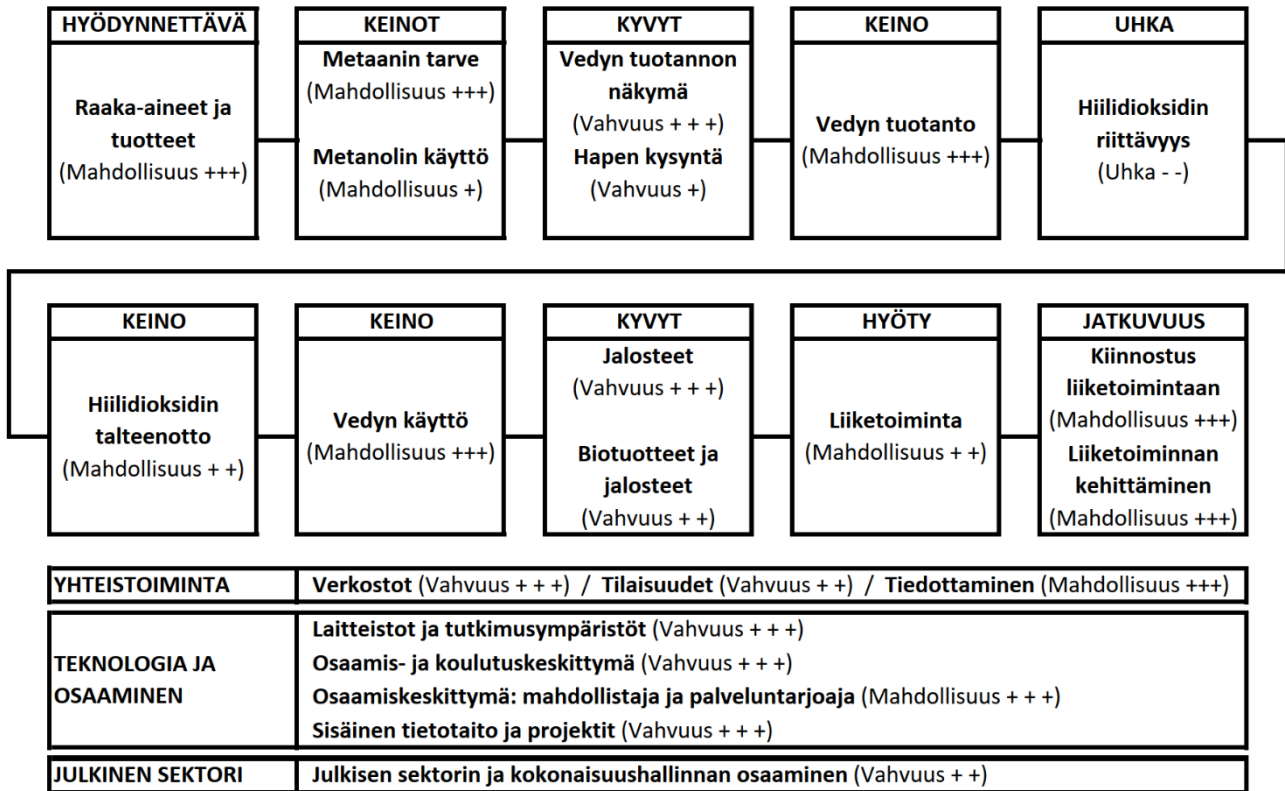 HYÖDYNNETTÄVÄ
Raaka-aineet ja
tuotteet
(Mahdollisuus +++)
KEINOT
Metaanin tarve
(Mahdollisuus +++)
Metanolin käyttö
(Mahdollisuus +)
KYVYT
Vedyn tuotannon
näkymä
(Vahvuus + + +)
Hapen kysyntä
(Vahvuus +)
KEINO
Vedyn tuotanto
(Mahdollisuus +++)
UHKA
Hiilidioksidin
riittävyys
(Uhka - -)
KEINO
Hiilidioksidin
talteenotto
(Mahdollisuus + +)
KEINO
Vedyn käyttö
(Mahdollisuus +++)
KYVYT
Jalosteet
(Vahvuus + + +)
Biotuotteet ja
jalosteet
(Vahvuus + +)
HYÖTY
Liiketoiminta
(Mahdollisuus + +)
JATKUVUUS
Kiinnostus
liiketoimintaan
(Mahdollisuus +++)
Liiketoiminnan
kehittäminen
(Mahdollisuus +++)
YHTEISTOIMINTA
Verkostot (Vahvuus + + +) / Tilaisuudet (Vahvuus + +) / Tiedottaminen (Mahdollisuus +++)
TEKNOLOGIA JA
OSAAMINEN
Laitteistot ja tutkimusympäristöt (Vahvuus + + +)
Osaamis- ja koulutuskeskittymä (Vahvuus + + +)
Osaamiskeskittymä: mahdollistaja ja palveluntarjoaja (Mahdollisuus + + +)
Sisäinen tietotaito ja projektit (Vahvuus + + +)
JULKINEN SEKTORI
Julkisen sektorin ja kokonaisuushallinnan osaaminen (Vahvuus + +)